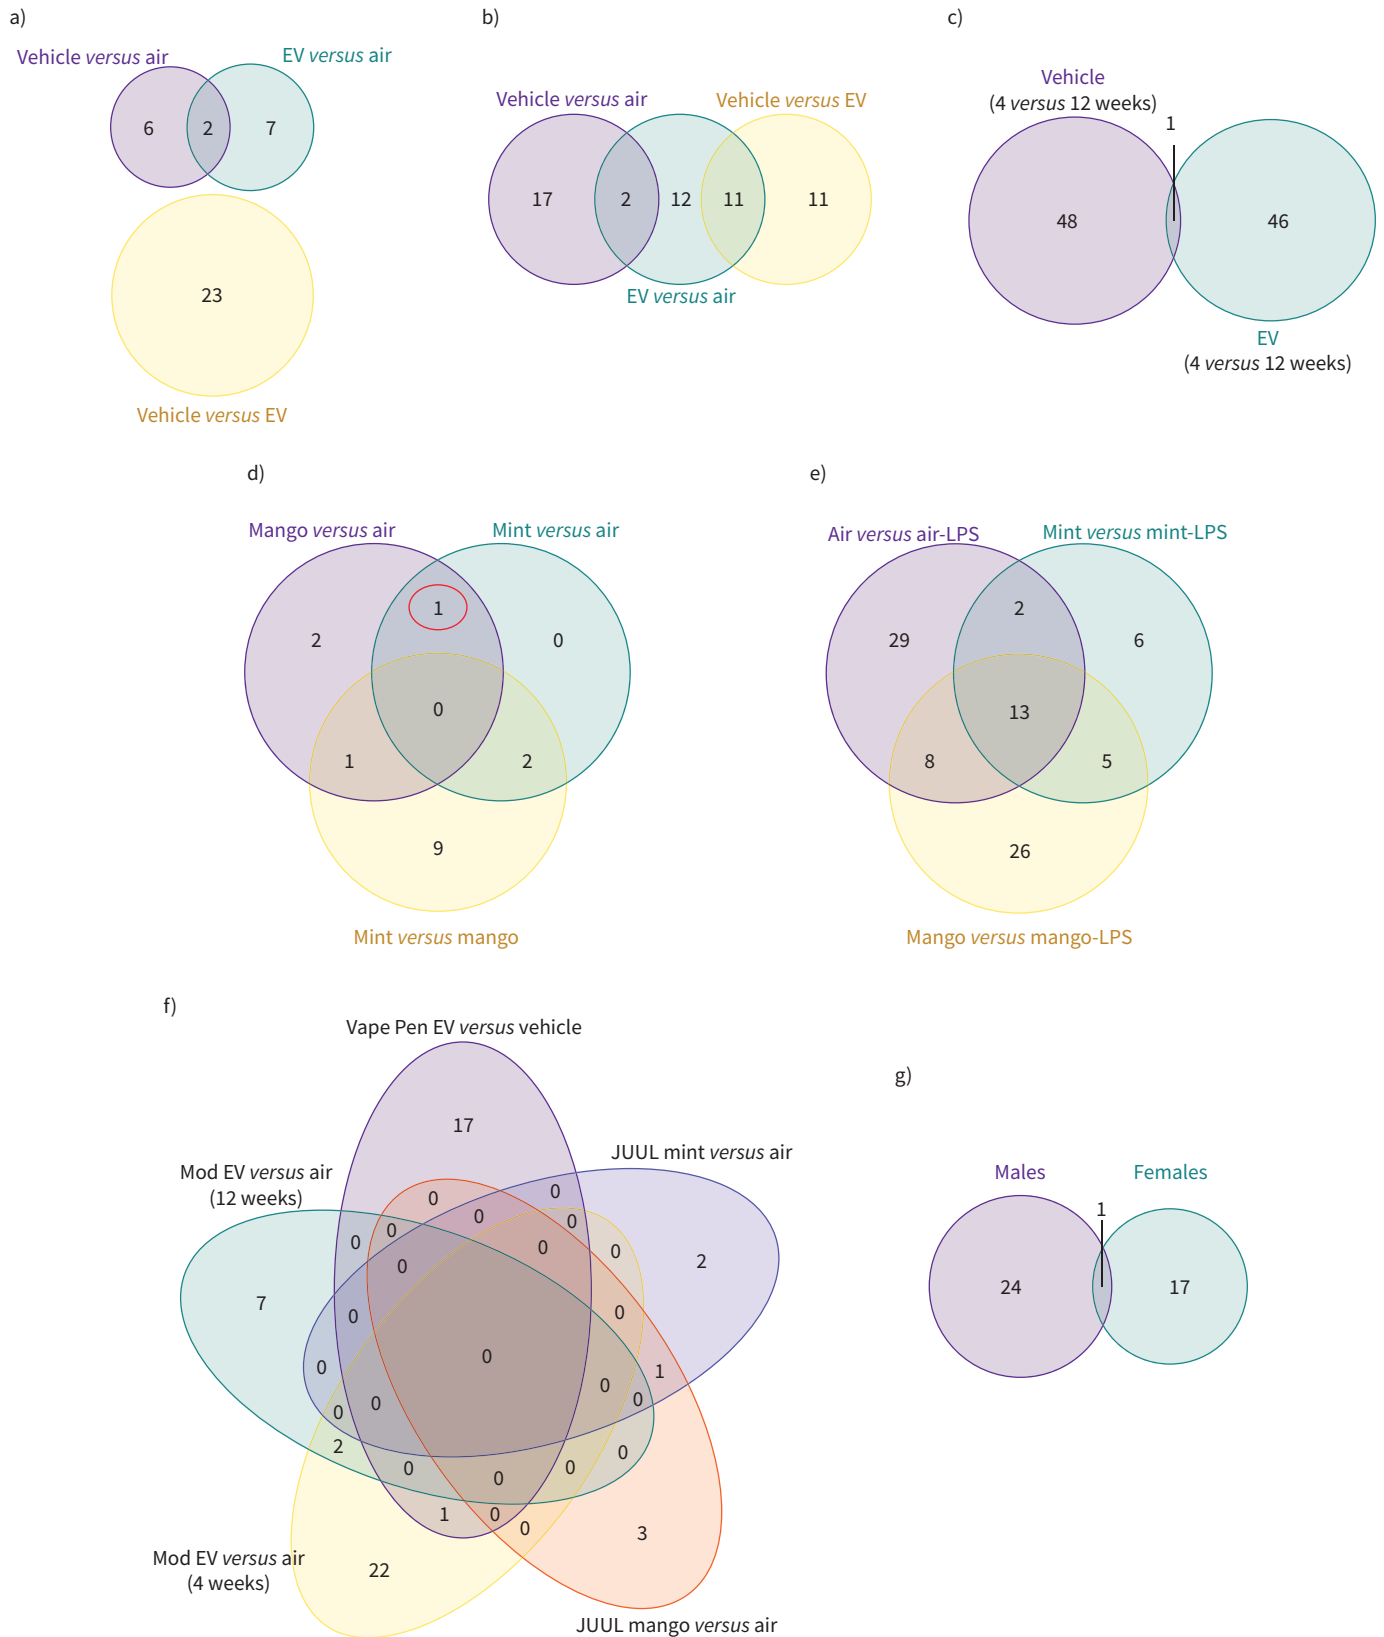 a)
Vehicle versus air
EV versus air
6
2
7
23
Vehicle versus EV
b)
Vehicle versus air
Vehicle versus EV
17
2
12
11
11
EV versus air
c)
Vehicle
(4 versus 12 weeks)
1
48
46
EV
(4 versus 12 weeks)
d)
Mango versus air
Mint versus air
1
2
0
0
1
2
9
Mint versus mango
e)
Air versus air-LPS
Mint versus mint-LPS
2
29
6
13
8
5
26
Mango versus mango-LPS
f)
Vape Pen EV versus vehicle
17
JUUL mint versus air
Mod EV versus air
(12 weeks)
0
0
0
0
0
0
0
0
0
0
2
7
0
0
0
0
0
1
0
0
0
0
2
0
0
0
0
0
1
0
0
3
22
Mod EV versus air
(4 weeks)
JUUL mango versus air
g)
Males
Females
1
24
17